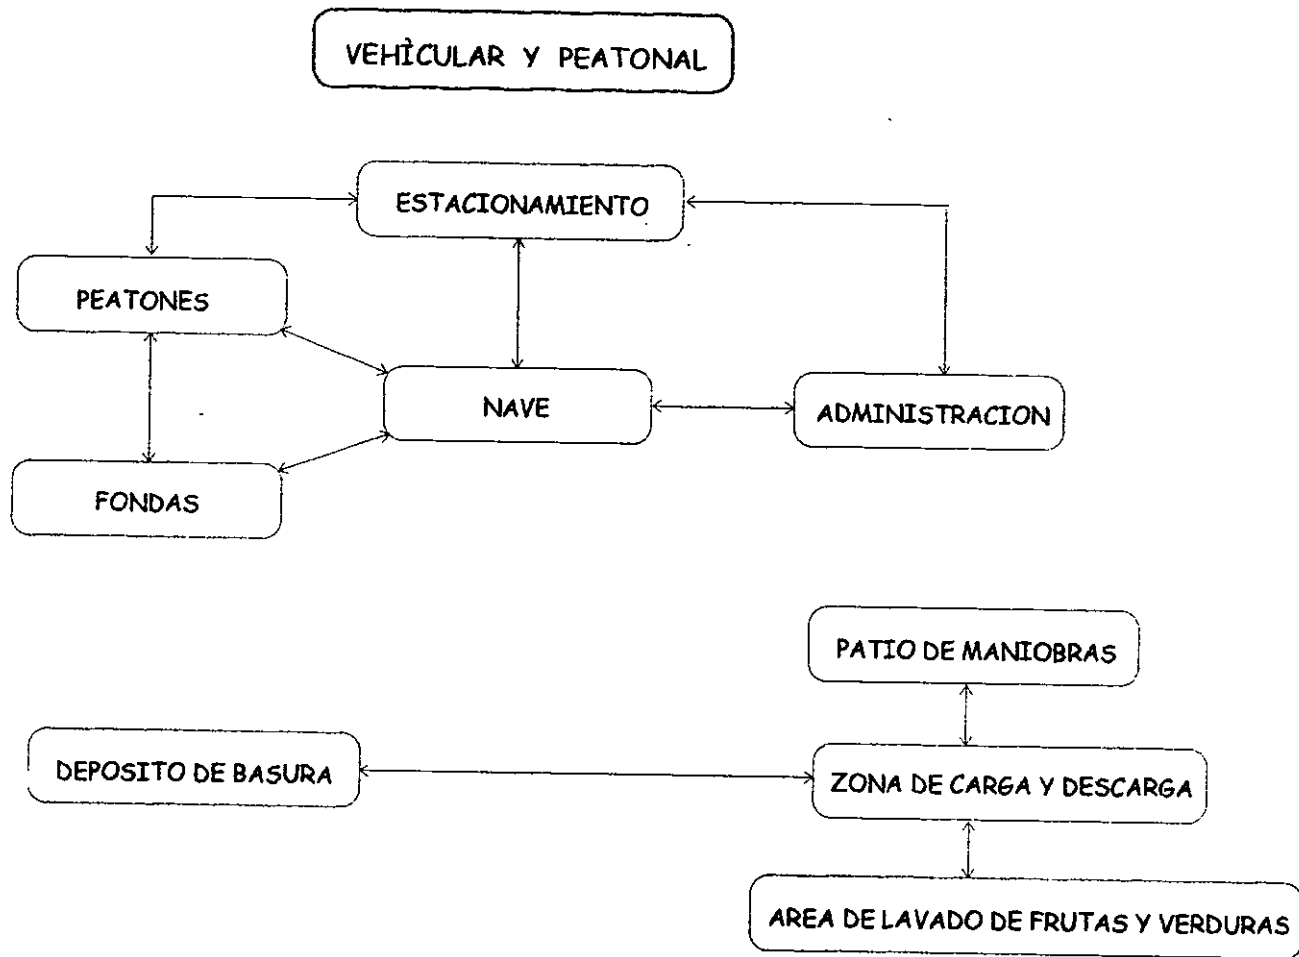 VEHÌCULAR Y PEATONAL
ESTACIONAMIENTO
PEATONES
NAVE
ADMINISTRACION
FONDAS
PATIO DE MANIOBRAS
DEPOSITO DE BASURA
ZONA DE CARGA Y DESCARGA
AREA DE LAVADO DE FRUTAS Y VERDURAS